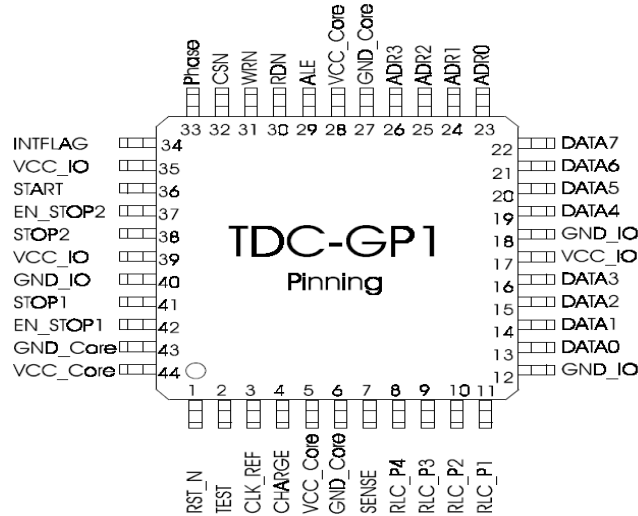 Phase CSN WRN RDN ALE VCC_Core GND_Core ADR3 ADR2 ADR1 ADR0
33 32 31 30 29 28 27 26 25 24 23
INTFLAG 34
VCC_IO 35
START 36
EN_STOP2 37
STOP2 38
VCC_IO 39
GND_IO 40
STOP1 41
EN_STOP1 42
GND_Core 43
VCC_Core 44
TDC-GP1
Pinning
22 DATA7
21 DATA6
20 DATA5
19 DATA4
18 GND_IO
17 VCC_IO
16 DATA3
15 DATA2
14 DATA1
13 DATA0
12 GND_IO
1 2 3 4 5 6 7 8 9 10 11
RST_N TEST CLK_REF CHARGE VCC_Core GND_Core SENSE RLC_P4 RLC_P3 RLC_P2 RLC_P1